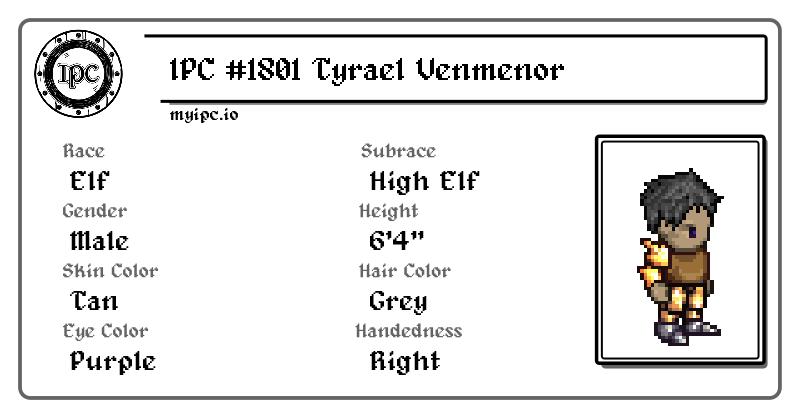 IPC
IPC #1801 Tyrael Venmenor
myipc.io
Race
Elf
Subrace
High Elf
Gender
Male
Height
6'4"
Skin Color
Tan
Hair Color
Grey
Eye Color
Purple
Handedness
Right